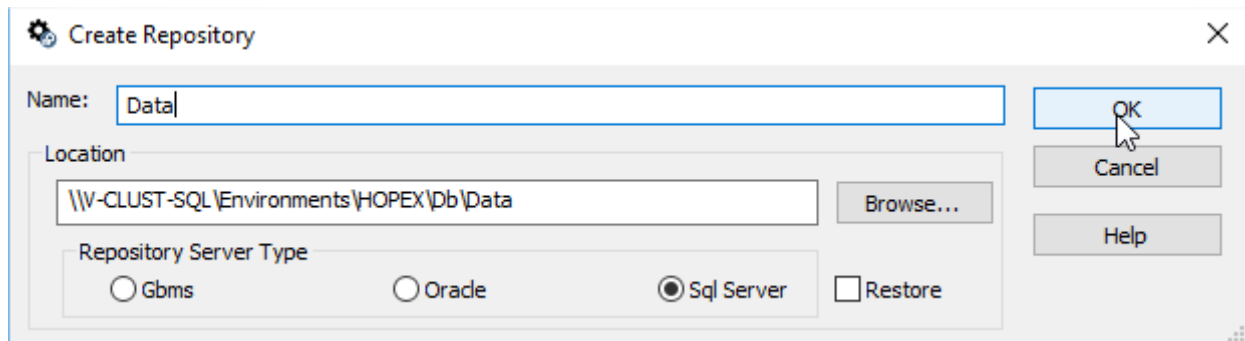 Create Repository
Name: Data OK
Location
Cancel
\\V-CLUST-SQL\Environments\HOPEX\Db\Data Browse...
Help
Repository Server Type
Gbms Oracle Sql Server Restore